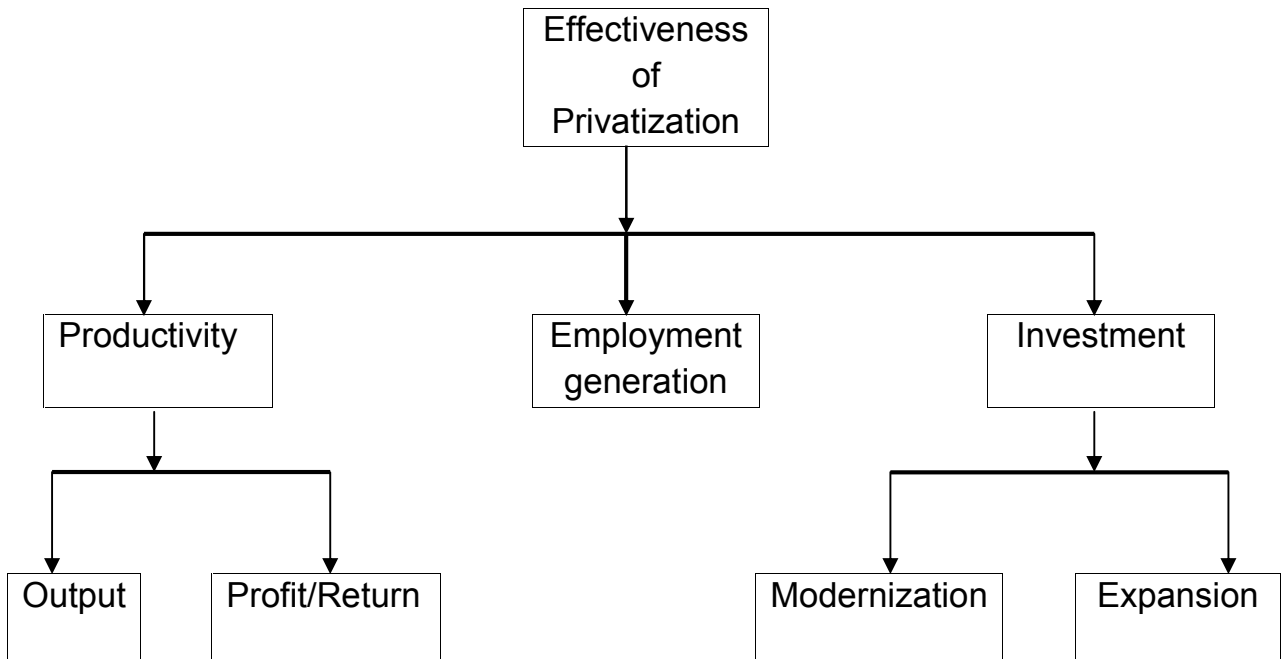 Effectiveness
of
Privatization
Productivity
Employment
generation
Investment
Output
Profit/Return
Modernization
Expansion